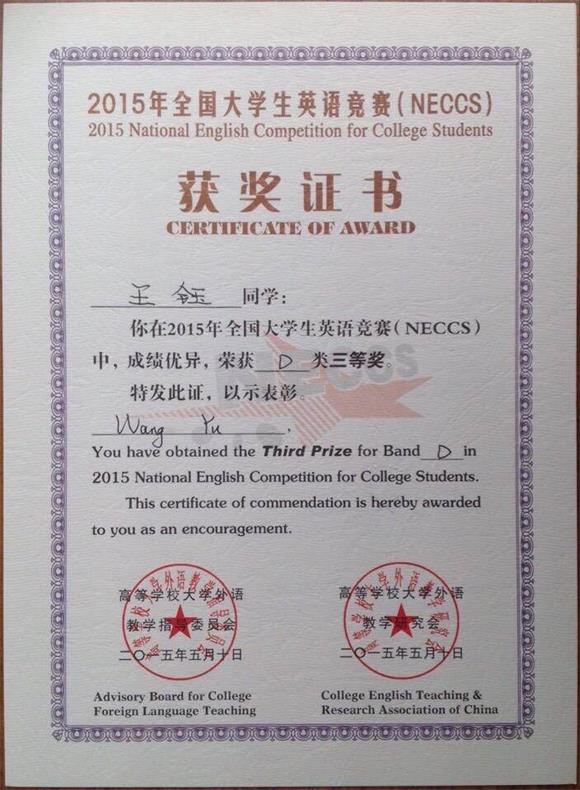 2015年全国大学生英语竞赛(NECCS)
2015 National English Competition for College Students
获奖证书
CERTIFICATE OF AWARD
王钰 同学:
你在2015年全国大学生英语竞赛(NECCS)
中，成绩优异，荣获 D 类三等奖。
特发此证，以示表彰。
Wang Yu ,
You have obtained the Third Prize for Band D in
2015 National English Competition for College Students.
This certificate of commendation is hereby awarded
to you as an encouragement.
高等学校大学外语
教学指导委员会
二〇一五年五月十日
Advisory Board for College
Foreign Language Teaching
高等学校大学外语
教学研究会
二〇一五年五月十日
College English Teaching &
Research Association of China